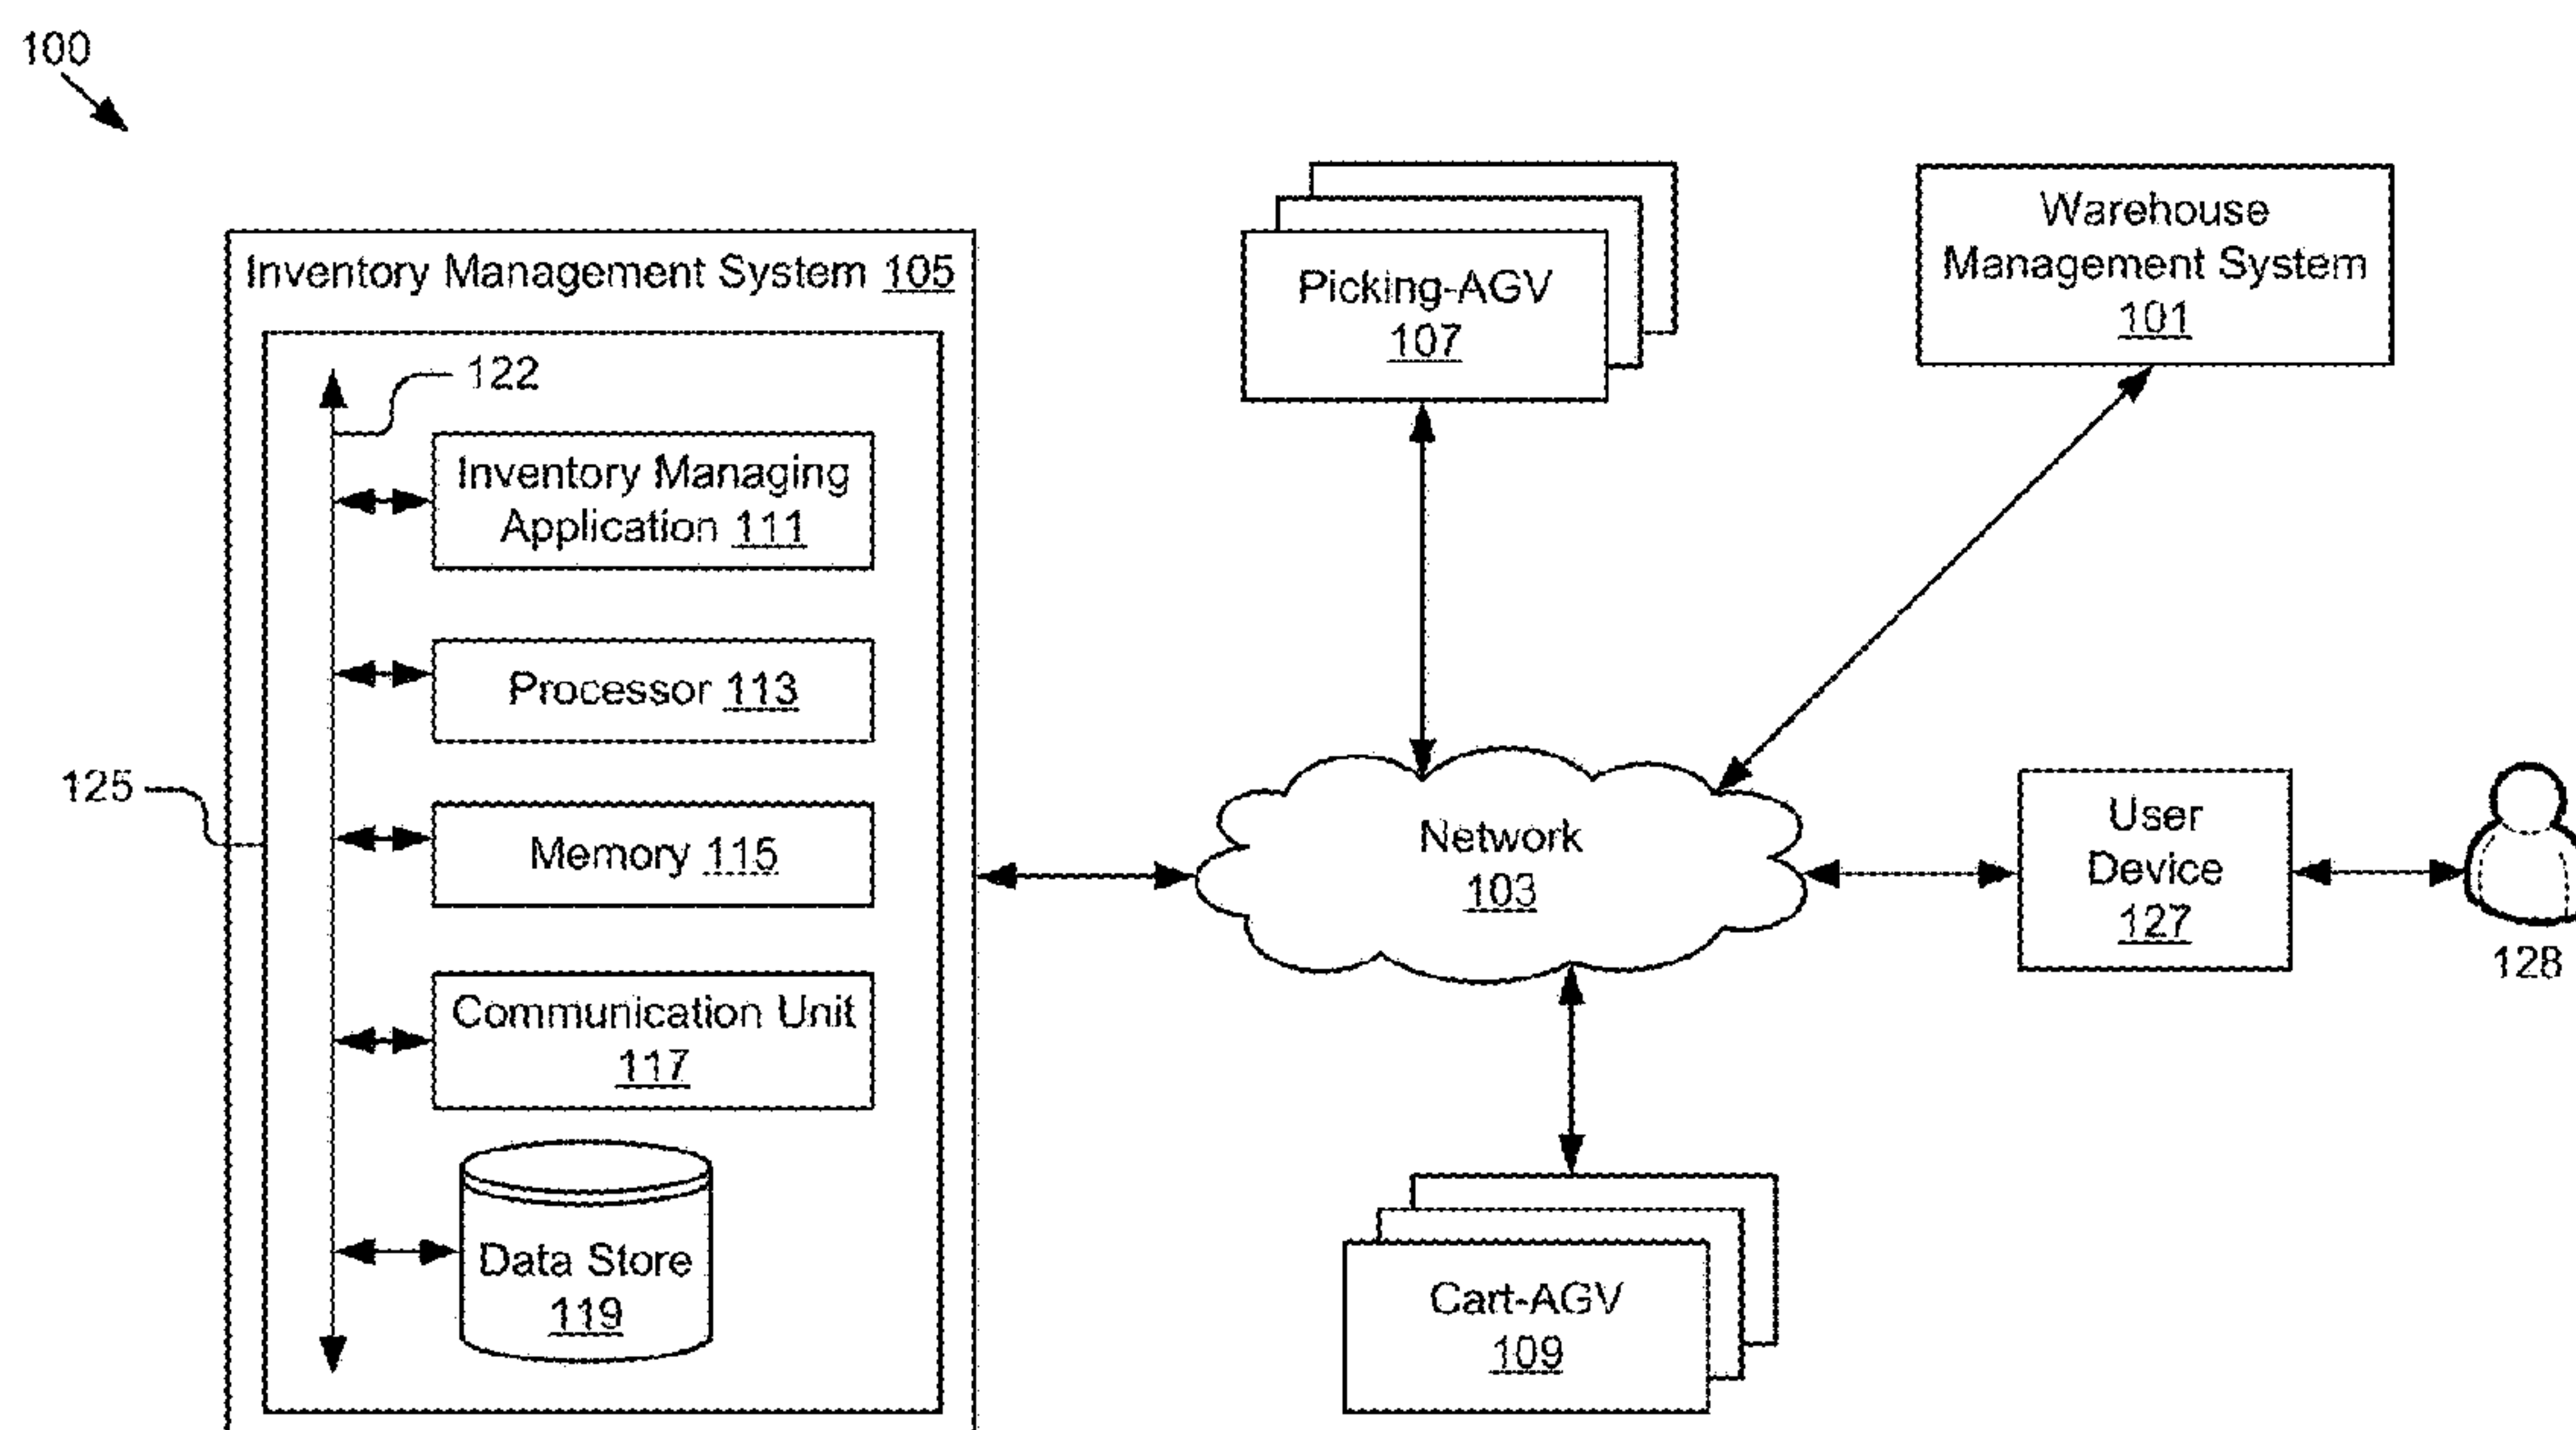 100
Inventory Management System 105
122
Inventory Managing
Application 111
Processor 113
125
Memory 115
Communication Unit
117
Data Store
119
Picking-AGV
107
Warehouse
Management System
101
Network
103
User
Device
127
128
Cart-AGV
109